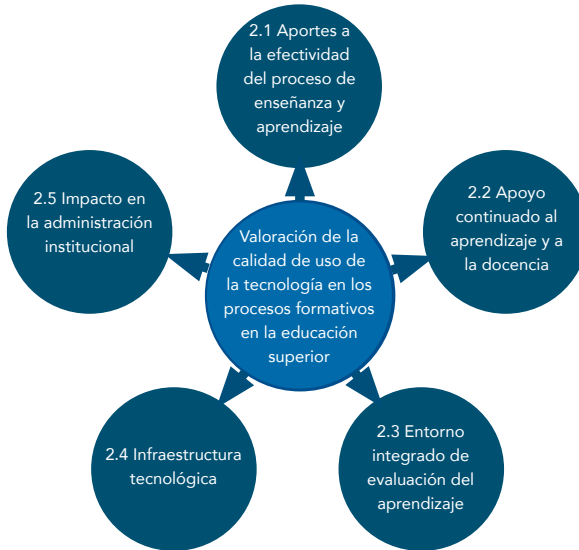 2.1 Aportes a
la efectividad
del proceso de
enseñanza y
aprendizaje
2.5 Impacto en
la administración
institucional
2.2 Apoyo
continuado al
aprendizaje y a
la docencia
Valoración de la
calidad de uso de
la tecnología en los
procesos formativos
en la educación
superior
2.4 Infraestructura
tecnológica
2.3 Entorno
integrado de
evaluación del
aprendizaje